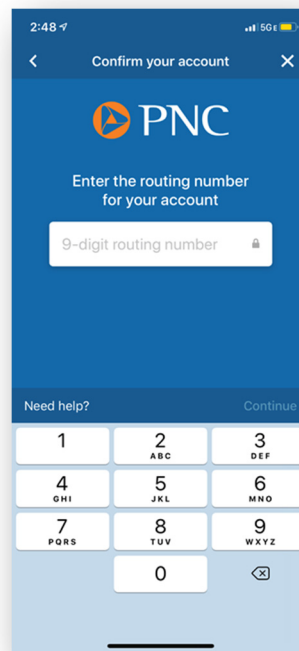 2:48 5GE
Confirm your account
PNC
Enter the routing number
for your account
9-digit routing number
Need help? Continue
1 2 3
ABC DEF
4 5 6
GHI JKL MNO
7 8 9
PQRS TUV WXYZ
0